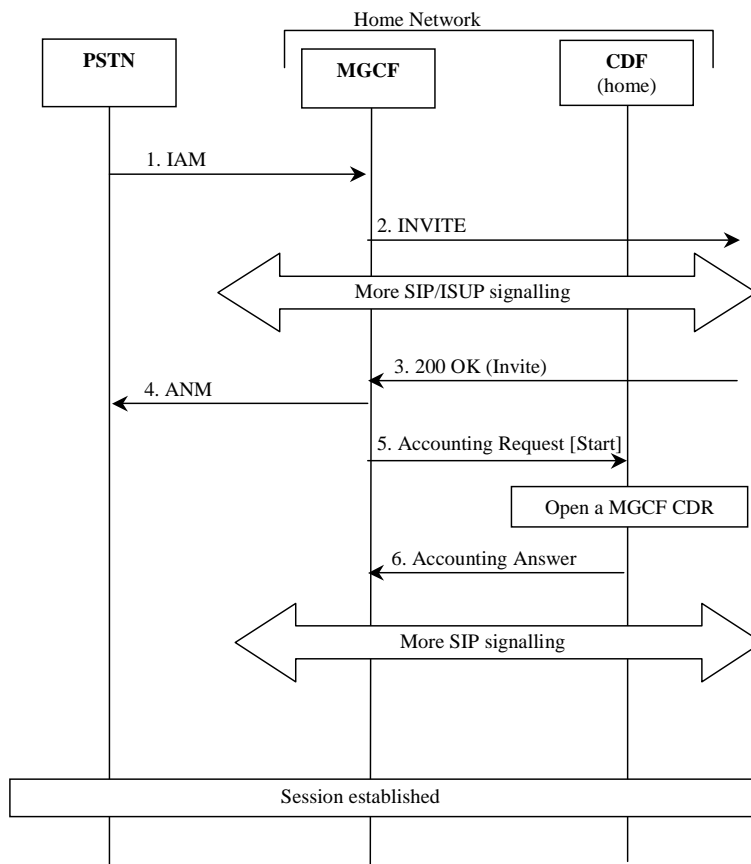 Home Network
PSTN
MGCF
CDF
(home)
1. IAM
2. INVITE
More SIP/ISUP signalling
3. 200 OK (Invite)
4. ANM
5. Accounting Request [Start]
Open a MGCF CDR
6. Accounting Answer
More SIP signalling
Session established